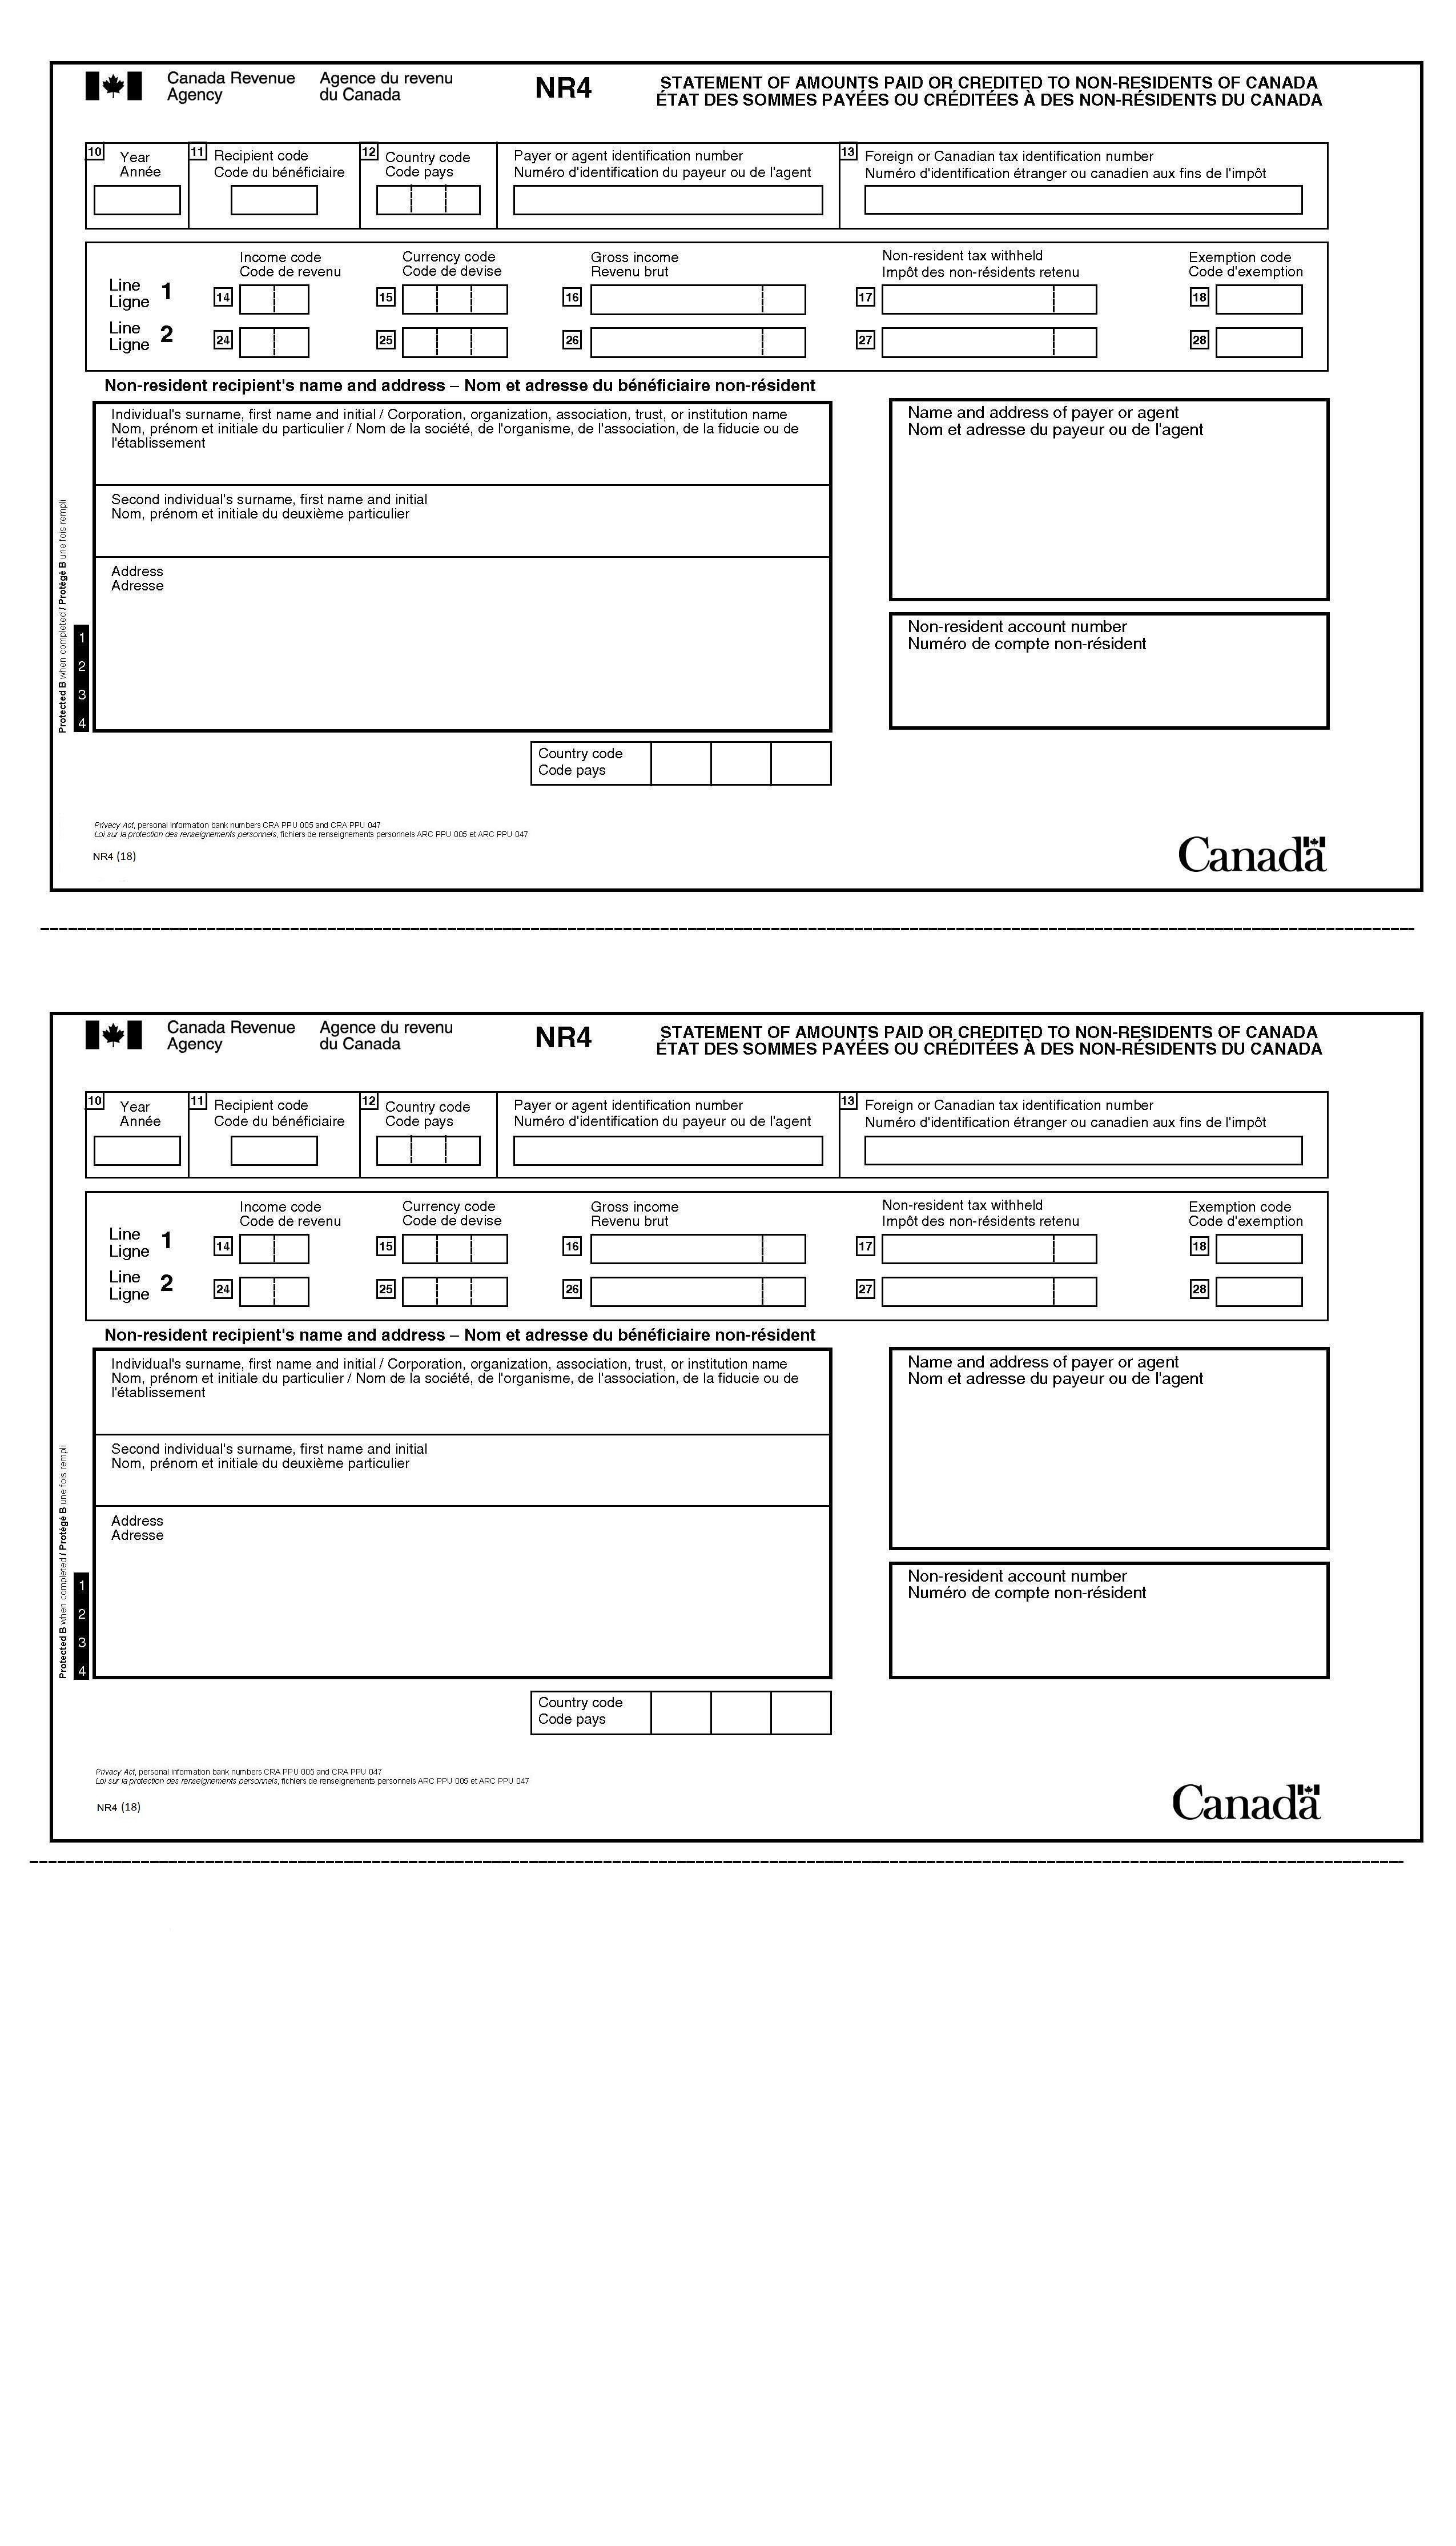 Canada Revenue Agency
Agence du revenu du Canada
NR4
STATEMENT OF AMOUNTS PAID OR CREDITED TO NON-RESIDENTS OF CANADA
ÉTAT DES SOMMES PAYÉES OU CRÉDITÉES À DES NON-RÉSIDENTS DU CANADA
10 Year
Année
11 Recipient code
Code du bénéficiaire
12 Country code
Code pays
Payer or agent identification number
Numéro d'identification du payeur ou de l'agent
13 Foreign or Canadian tax identification number
Numéro d'identification étranger ou canadien aux fins de l'impôt
Income code
Code de revenu
Currency code
Code de devise
Gross income
Revenu brut
Non-resident tax withheld
Impôt des non-résidents retenu
Exemption code
Code d'exemption
Line
Ligne 1 14 15 16 17 18
Line
Ligne 2 24 25 26 27 28
Non-resident recipient's name and address – Nom et adresse du bénéficiaire non-résident
Individual's surname, first name and initial / Corporation, organization, association, trust, or institution name
Nom, prénom et initiale du particulier / Nom de la société, de l'organisme, de l'association, de la fiducie ou de
l'établissement
Second individual's surname, first name and initial
Nom, prénom et initiale du deuxième particulier
Address
Adresse
Name and address of payer or agent
Nom et adresse du payeur ou de l'agent
Non-resident account number
Numéro de compte non-résident
Protected B when completed / Protégé B une fois rempli
1
2
3
4
Country code
Code pays
Privacy Act, personal information bank numbers CRA PPU 005 and CRA PPU 047
Loi sur la protection des renseignements personnels, fichiers de renseignements personnels ARC PPU 005 et ARC PPU 047
NR4 (18)
Canada
Canada Revenue Agency
Agence du revenu du Canada
NR4
STATEMENT OF AMOUNTS PAID OR CREDITED TO NON-RESIDENTS OF CANADA
ÉTAT DES SOMMES PAYÉES OU CRÉDITÉES À DES NON-RÉSIDENTS DU CANADA
10 Year
Année
11 Recipient code
Code du bénéficiaire
12 Country code
Code pays
Payer or agent identification number
Numéro d'identification du payeur ou de l'agent
13 Foreign or Canadian tax identification number
Numéro d'identification étranger ou canadien aux fins de l'impôt
Income code
Code de revenu
Currency code
Code de devise
Gross income
Revenu brut
Non-resident tax withheld
Impôt des non-résidents retenu
Exemption code
Code d'exemption
Line
Ligne 1 14 15 16 17 18
Line
Ligne 2 24 25 26 27 28
Non-resident recipient's name and address – Nom et adresse du bénéficiaire non-résident
Individual's surname, first name and initial / Corporation, organization, association, trust, or institution name
Nom, prénom et initiale du particulier / Nom de la société, de l'organisme, de l'association, de la fiducie ou de
l'établissement
Second individual's surname, first name and initial
Nom, prénom et initiale du deuxième particulier
Address
Adresse
Name and address of payer or agent
Nom et adresse du payeur ou de l'agent
Non-resident account number
Numéro de compte non-résident
Protected B when completed / Protégé B une fois rempli
1
2
3
4
Country code
Code pays
Privacy Act, personal information bank numbers CRA PPU 005 and CRA PPU 047
Loi sur la protection des renseignements personnels, fichiers de renseignements personnels ARC PPU 005 et ARC PPU 047
NR4 (18)
Canada